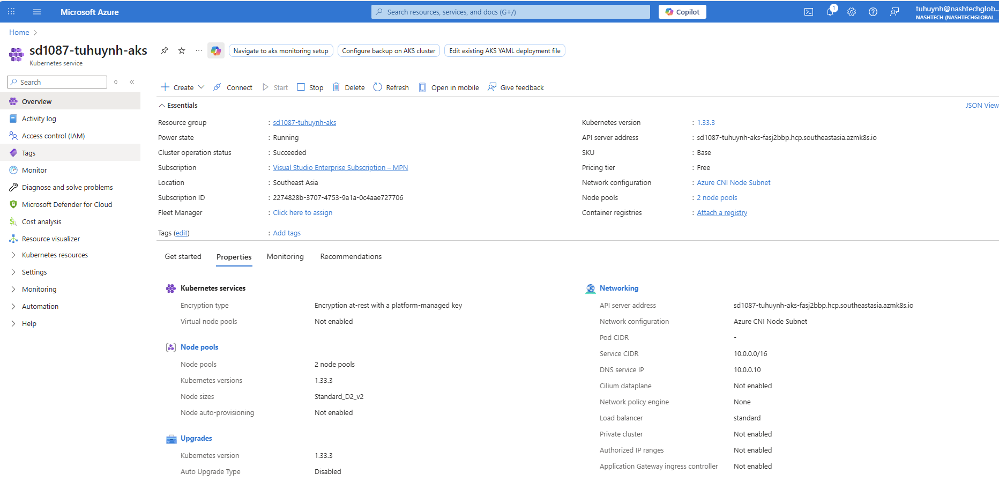 Microsoft Azure
Search resources, services, and docs (G+/)
Copilot
1
tuhuynh@nashtechglob...
NASHTECH (NASHTECHGLOBAL....
Home
sd1087-tuhuynh-aks
Kubernetes service
Navigate to aks monitoring setup
Configure backup on AKS cluster
Edit existing AKS YAML deployment file
Search
Overview
Activity log
Access control (IAM)
Tags
Monitor
Diagnose and solve problems
Microsoft Defender for Cloud
Cost analysis
Resource visualizer
Kubernetes resources
Settings
Monitoring
Automation
Help
Create
Connect
Start
Stop
Delete
Refresh
Open in mobile
Give feedback
Essentials
JSON View
Resource group : sd1087-tuhuynh-aks
Power state : Running
Cluster operation status : Succeeded
Subscription : Visual Studio Enterprise Subscription – MPN
Location : Southeast Asia
Subscription ID : 2274828b-3707-4753-9a1a-0c4aae727706
Fleet Manager : Click here to assign
Kubernetes version : 1.33.3
API server address : sd1087-tuhuynh-aks-fasj2bbp.hcp.southeastasia.azmk8s.io
SKU : Base
Pricing tier : Free
Network configuration : Azure CNI Node Subnet
Node pools : 2 node pools
Container registries : Attach a registry
Tags (edit) : Add tags
Get started
Properties
Monitoring
Recommendations
Kubernetes services
Encryption type Encryption at-rest with a platform-managed key
Virtual node pools Not enabled
Node pools
Node pools 2 node pools
Kubernetes versions 1.33.3
Node sizes Standard_D2_v2
Node auto-provisioning Not enabled
Upgrades
Kubernetes version 1.33.3
Auto Upgrade Type Disabled
Networking
API server address sd1087-tuhuynh-aks-fasj2bbp.hcp.southeastasia.azmk8s.io
Network configuration Azure CNI Node Subnet
Pod CIDR -
Service CIDR 10.0.0.0/16
DNS service IP 10.0.0.10
Cilium dataplane Not enabled
Network policy engine None
Load balancer standard
Private cluster Not enabled
Authorized IP ranges Not enabled
Application Gateway ingress controller Not enabled